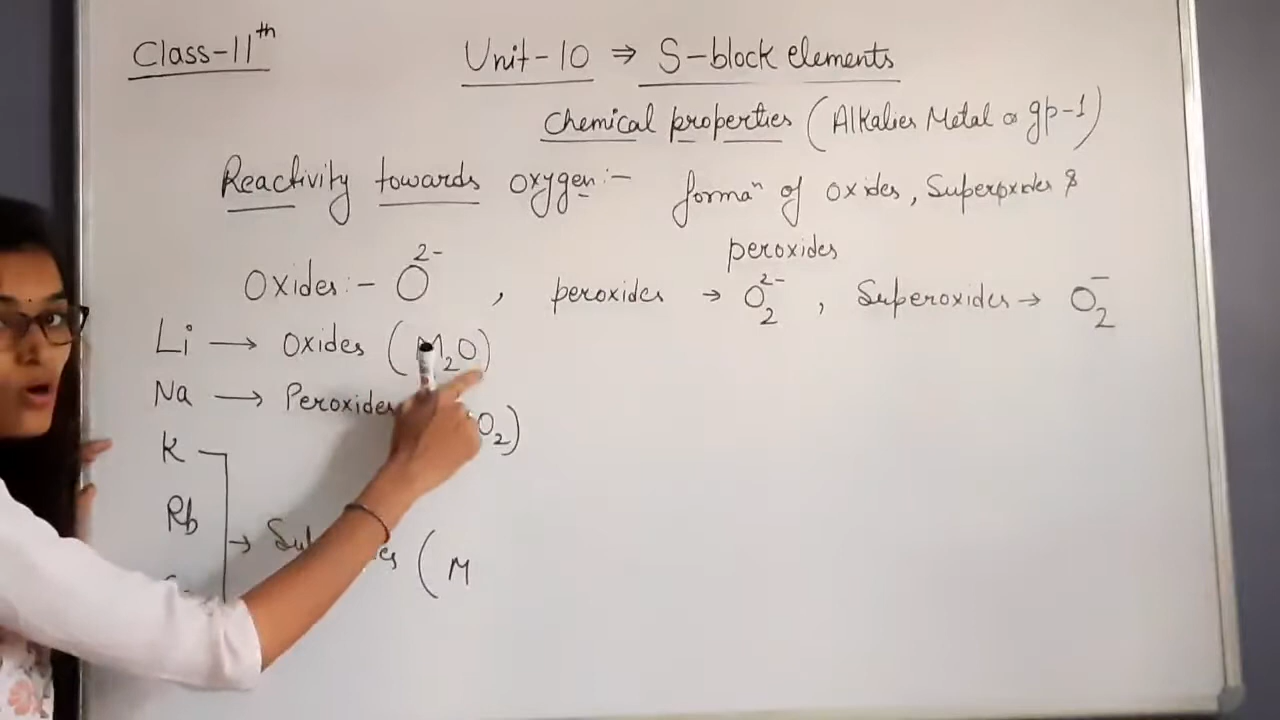 Class-11th
Unit-10 ⇒ S-block elements
Chemical properties (Alkalies Metal or gp-1)
Reactivity towards oxygen:- formaⁿ of oxides, Superoxides &
peroxides
Oxides:- O²⁻ , peroxides → O₂²⁻ , Superoxides → O₂⁻
Li → oxides (M₂O)
Na → Peroxides O₂)
K
Rb
→ (M